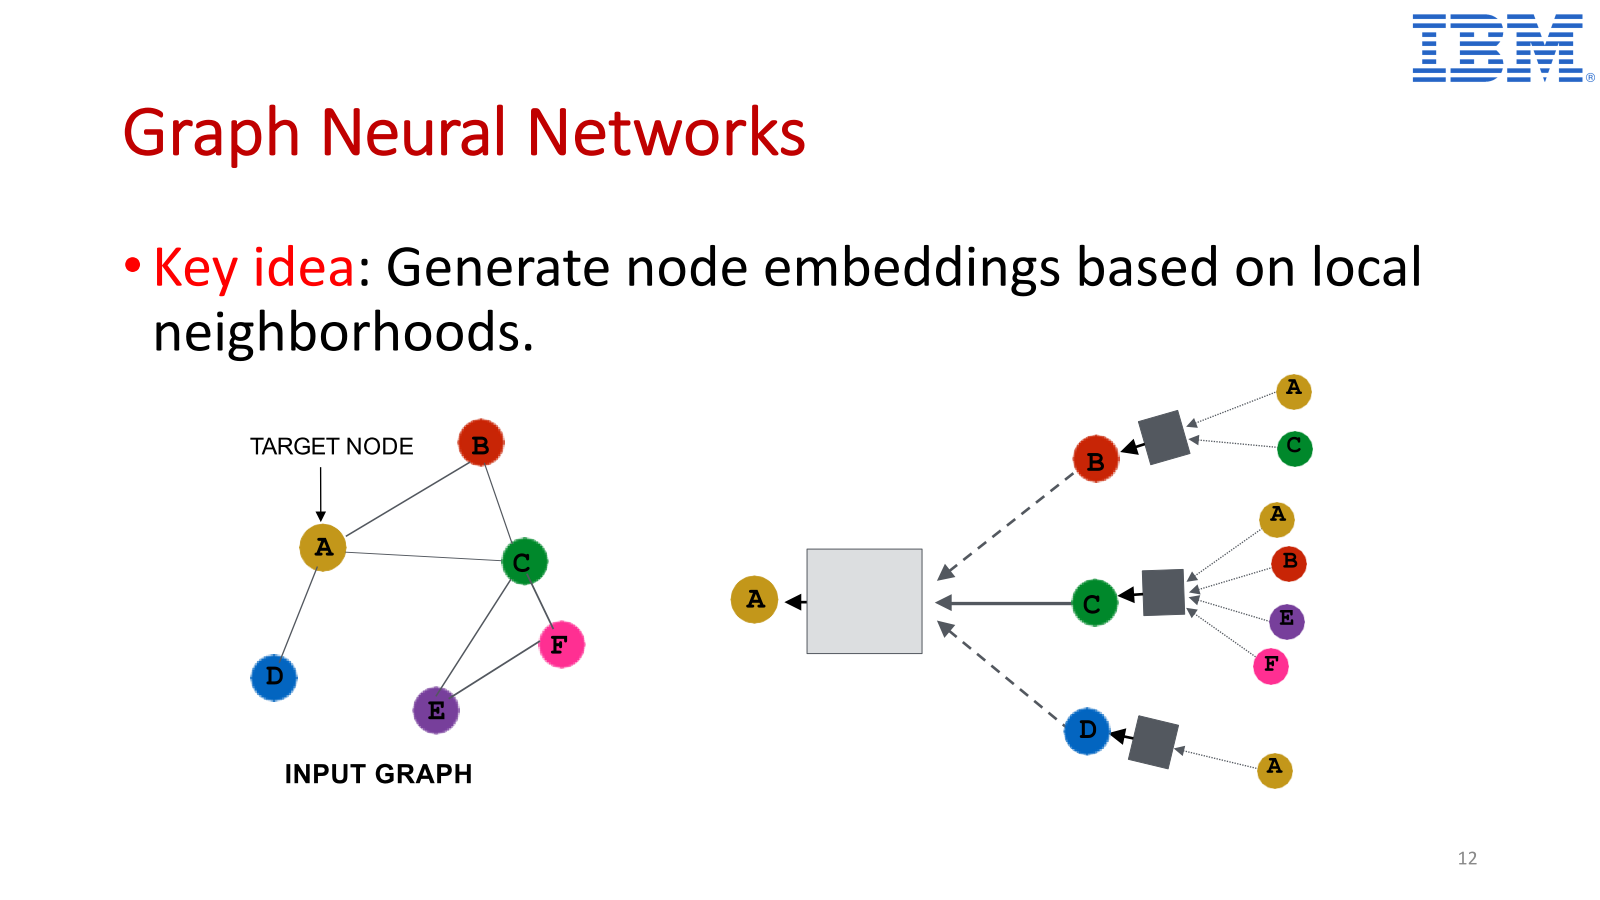 IBM®
Graph Neural Networks
• Key idea: Generate node embeddings based on local
neighborhoods.
TARGET NODE
B
A
C
F
D
E
INPUT GRAPH
A
B
C
D
A
C
A
B
E
F
A
12